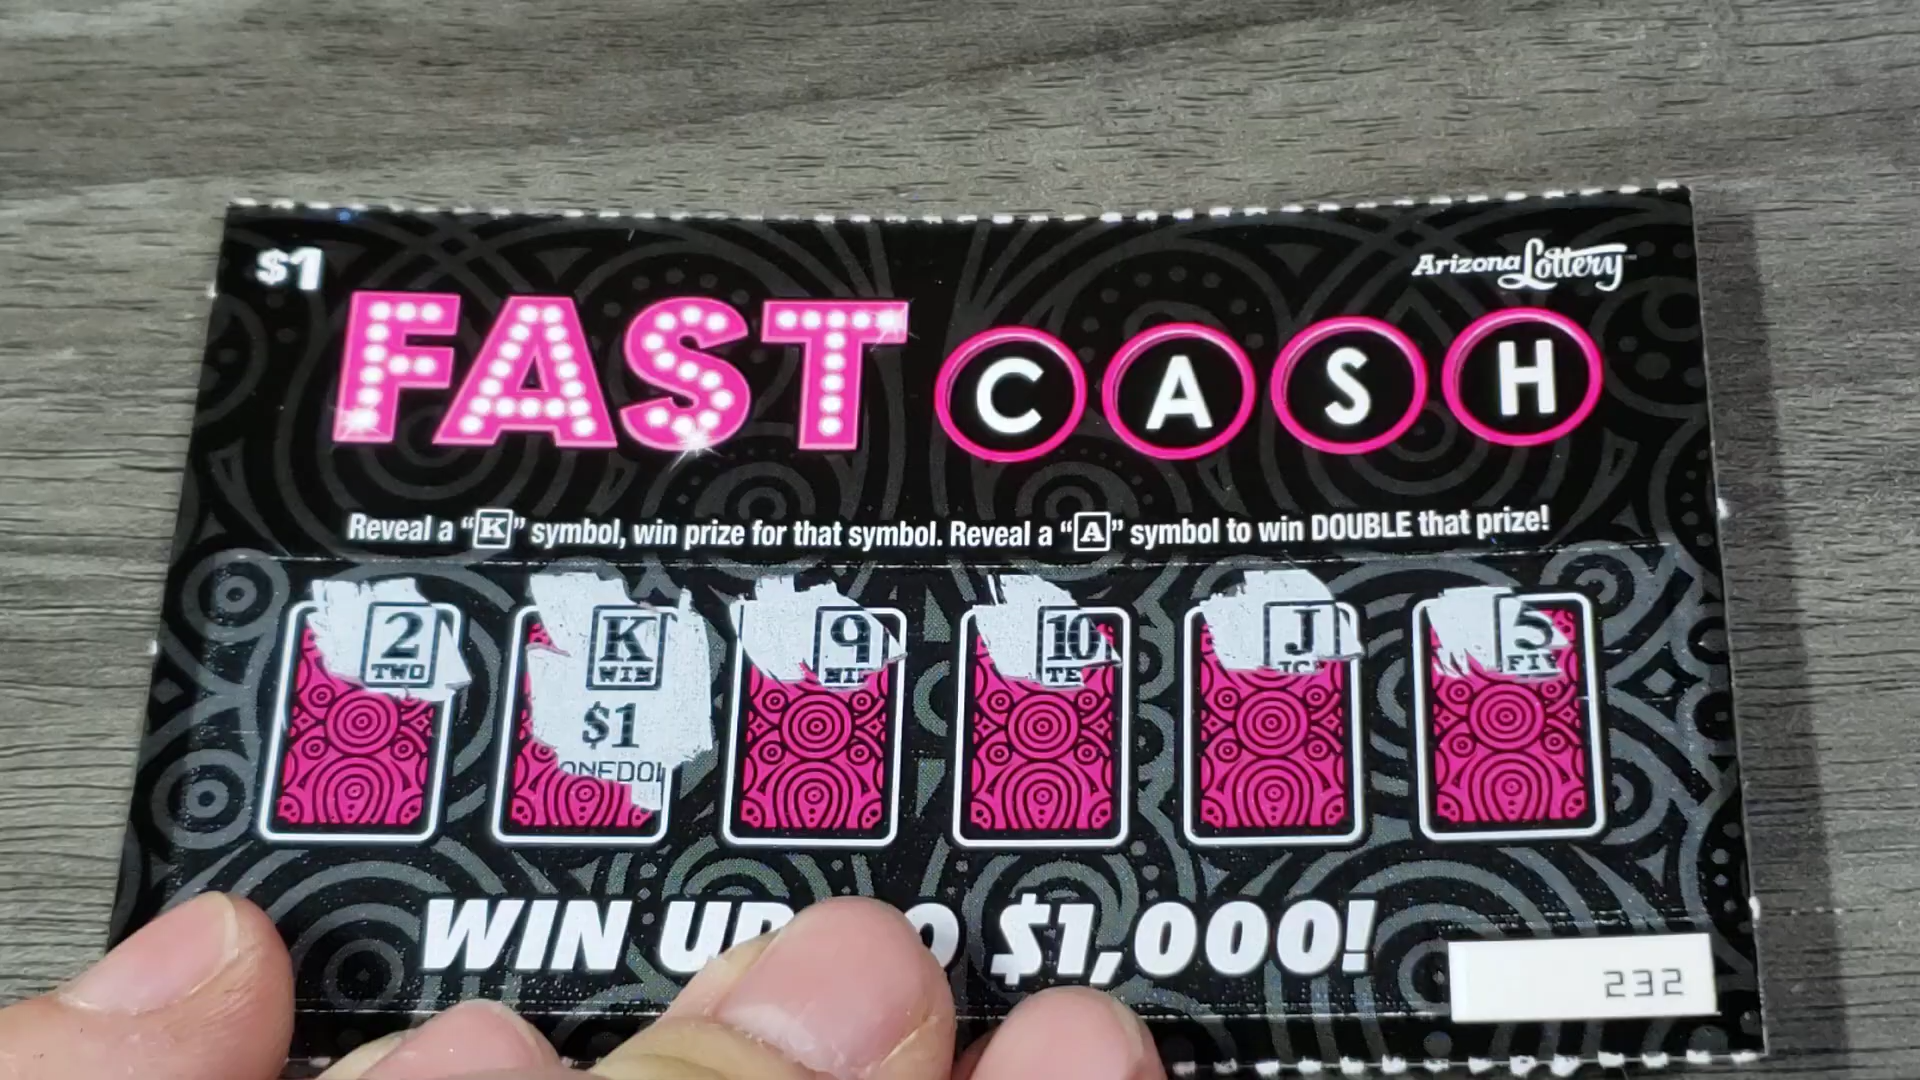 $1
Arizona Lottery
FAST CASH
Reveal a “K” symbol, win prize for that symbol. Reveal a “A” symbol to win DOUBLE that prize!
2 K 9 10 J 5
TWO WIN
$1
WIN $1,000!
232